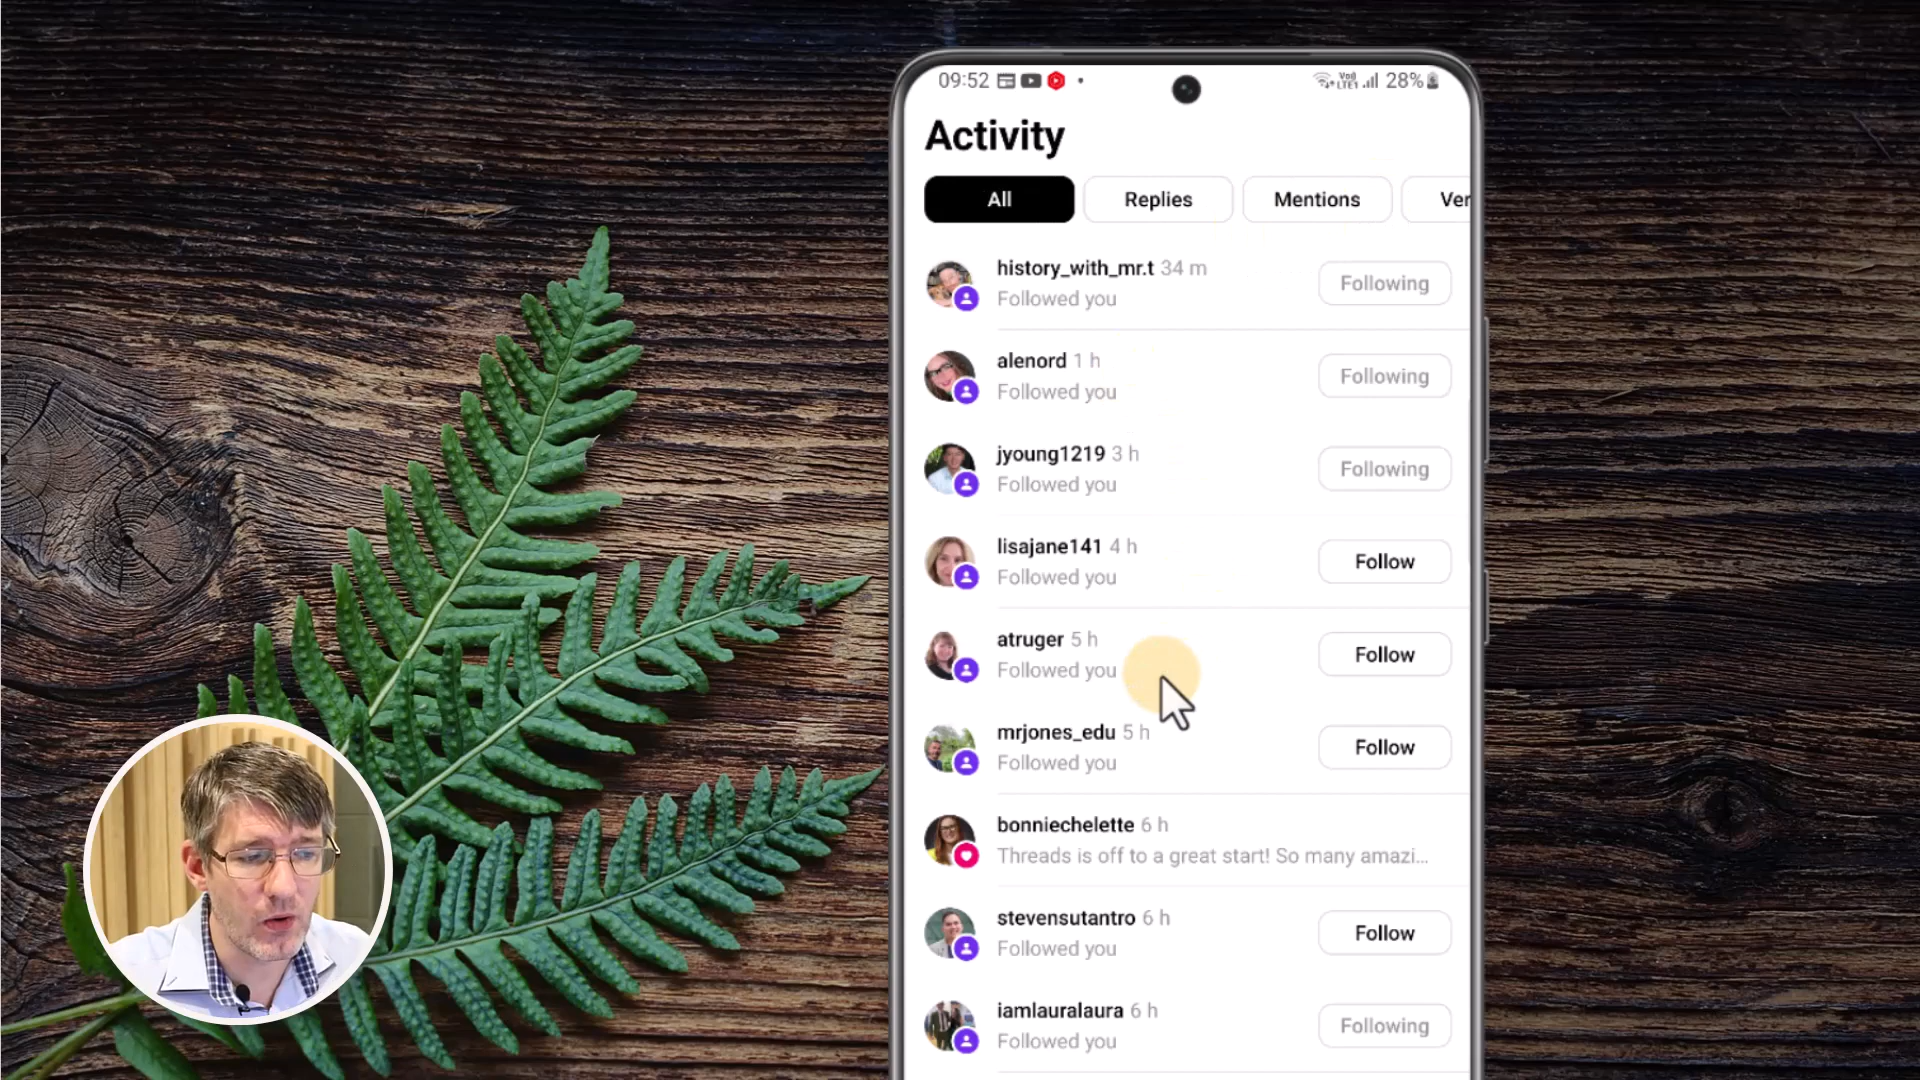 09:52 28%
Activity
All Replies Mentions Ver
history_with_mr.t 34 m
Followed you
Following
alenord 1 h
Followed you
Following
jyoung1219 3 h
Followed you
Following
lisajane141 4 h
Followed you
Follow
atruger 5 h
Followed you
Follow
mrjones_edu 5 h
Followed you
Follow
bonniechelette 6 h
Threads is off to a great start! So many amazi...
stevensutantro 6 h
Followed you
Follow
iamlauralaura 6 h
Followed you
Following